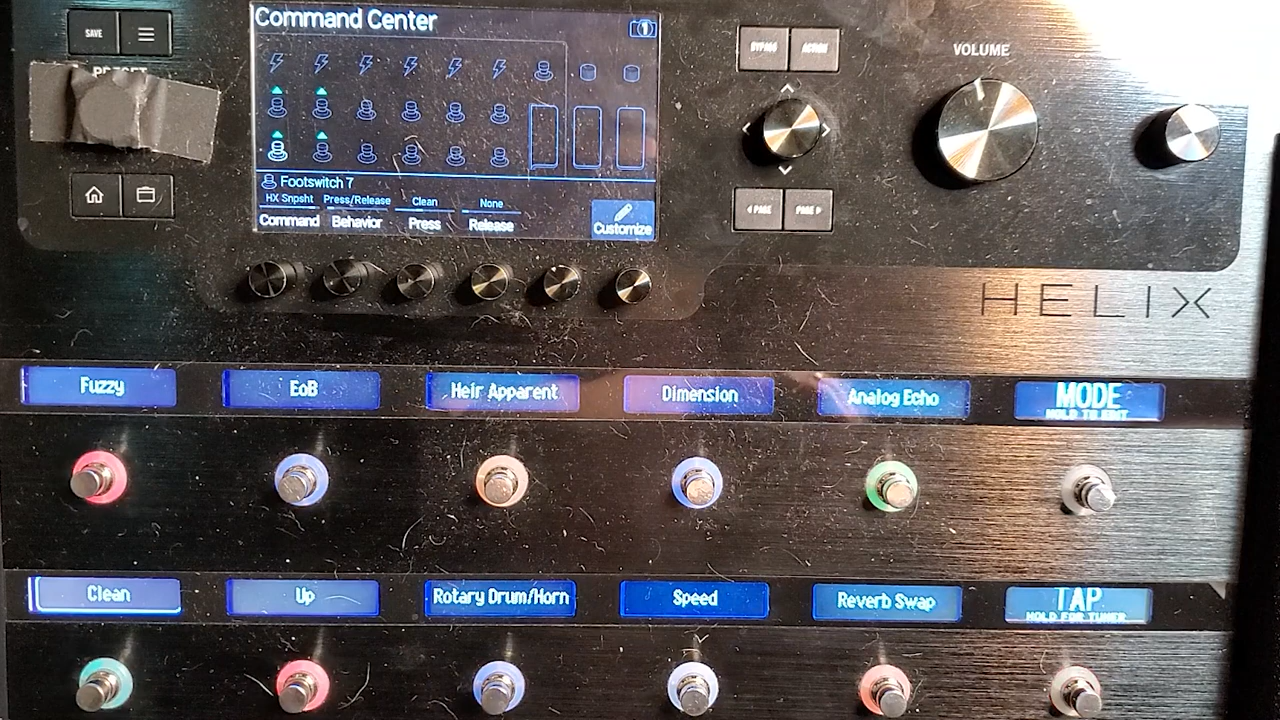 Command Center
1
SAVE
PRESET
BYPASS
ACTION
VOLUME
Footswitch 7
HX Snpsht Press/Release Clean None
Command Behavior Press Release Customize
◄ PAGE
PAGE ►
HELIX
Fuzzy
EoB
Heir Apparent
Dimension
Analog Echo
MODE
HOLD TO EDIT
Clean
Up
Rotary Drum/Horn
Speed
Reverb Swap
TAP
HOLD FOR TUNER